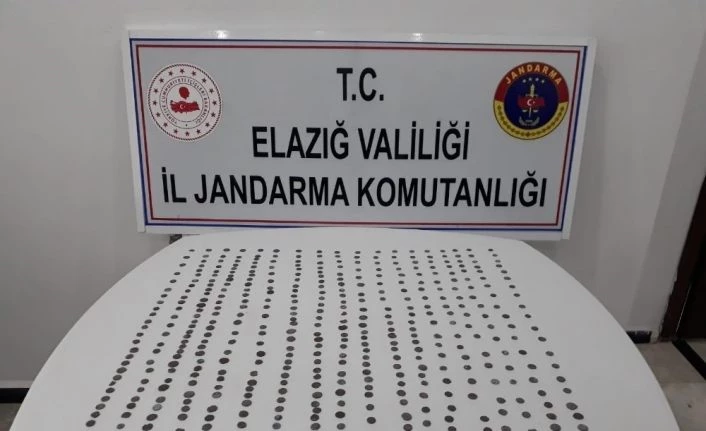 T.C.
ELAZIĞ VALİLİĞİ
İL JANDARMA KOMUTANLIĞI
JANDARMA